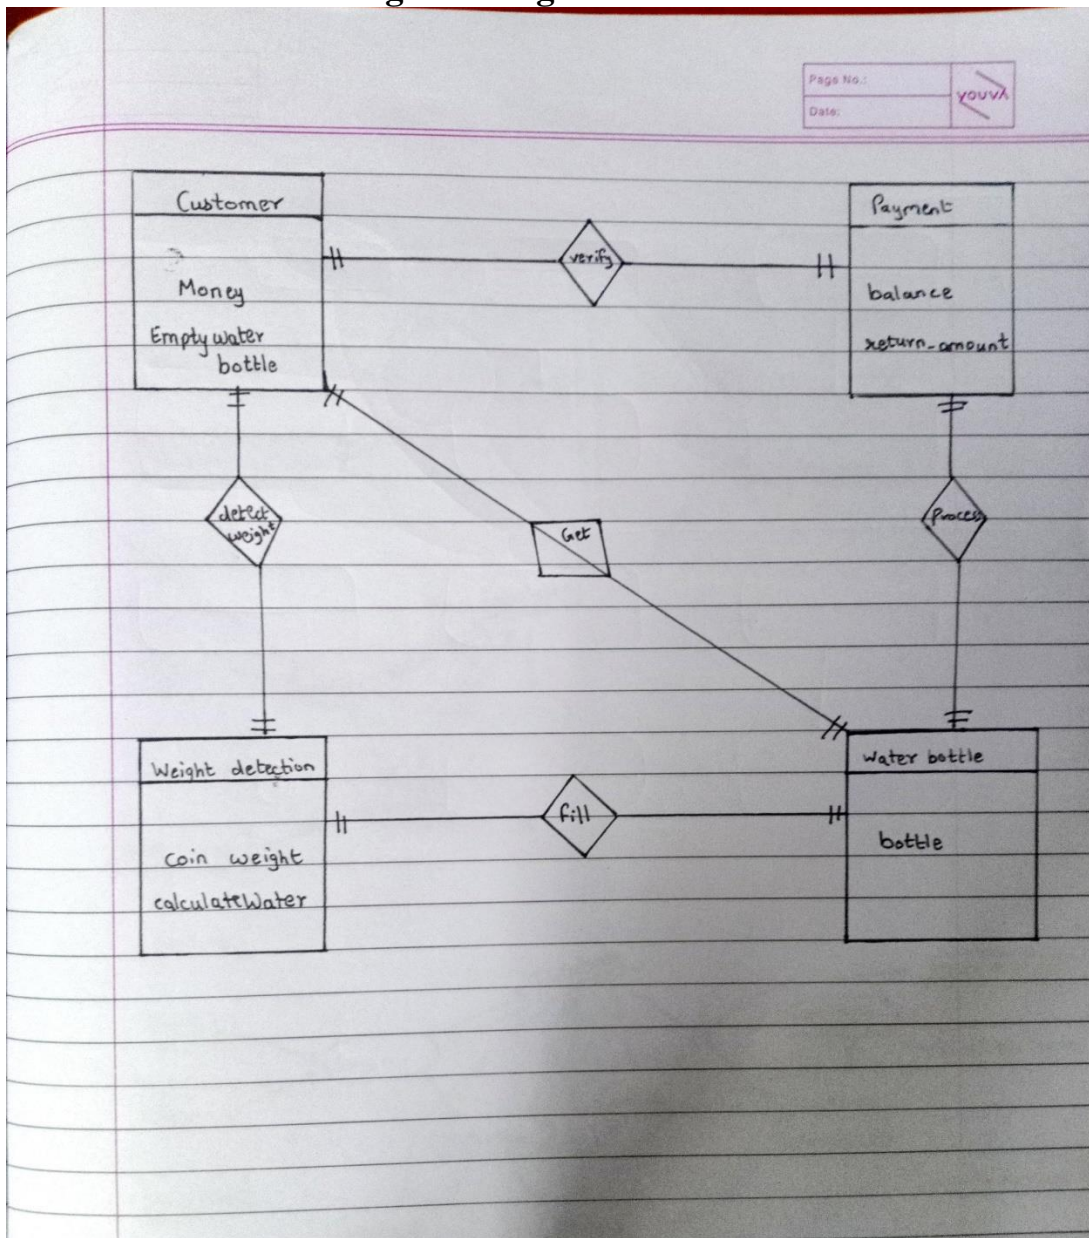 Page No.:
Date:
YOUVA
Customer
Money
Empty water
bottle
verify
Payment
balance
return_amount
detect
weight
Get
Process
Weight detection
coin weight
calculateWater
fill
Water bottle
bottle